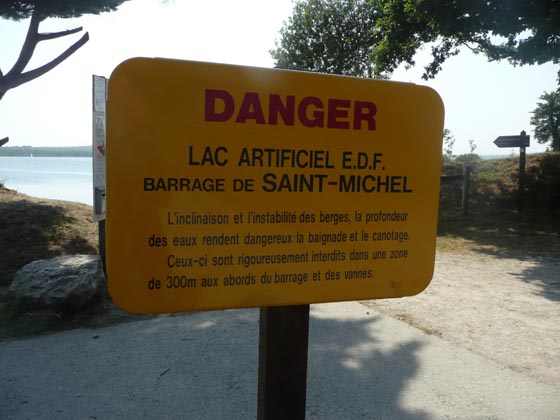 DANGER
LAC ARTIFICIEL E.D.F.
BARRAGE DE SAINT-MICHEL
L'inclinaison et l'instabilité des berges, la profondeur
des eaux rendent dangereux la baignade et le canotage.
Ceux-ci sont rigoureusement interdits dans une zone
de 300m aux abords du barrage et des vannes.